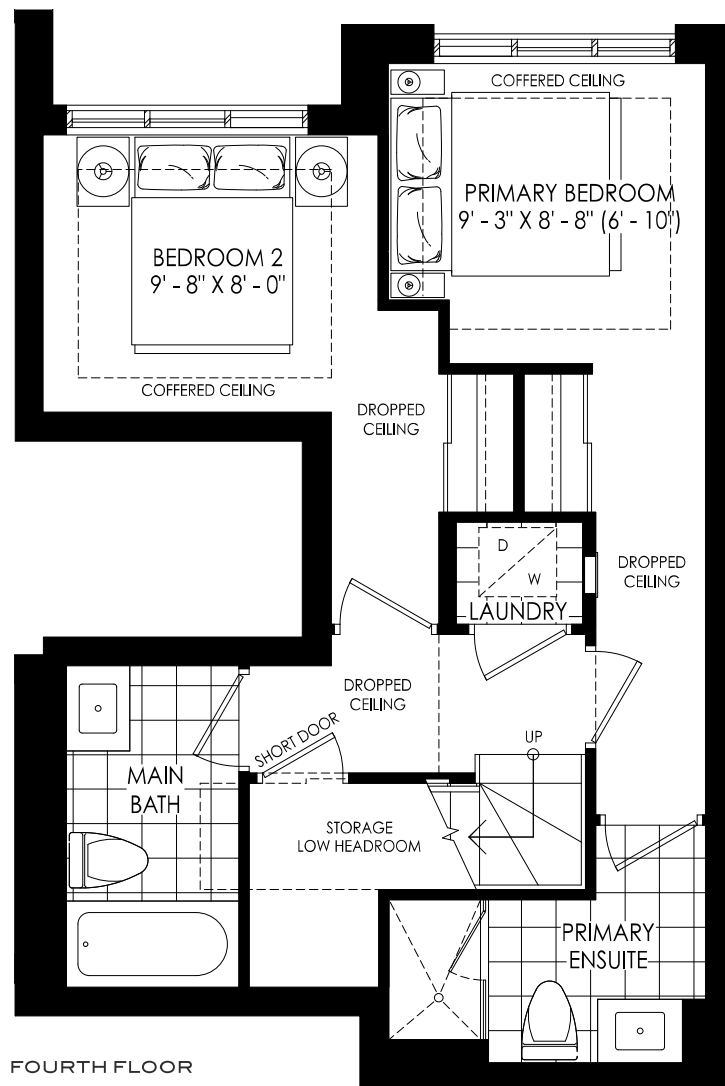 COFFERED CEILING
PRIMARY BEDROOM
9' - 3" X 8' - 8" (6' - 10")
BEDROOM 2
9' - 8" X 8' - 0"
COFFERED CEILING
DROPPED
CEILING
D
W
LAUNDRY
DROPPED
CEILING
DROPPED
CEILING
SHORT DOOR
UP
MAIN
BATH
STORAGE
LOW HEADROOM
PRIMARY
ENSUITE
FOURTH FLOOR